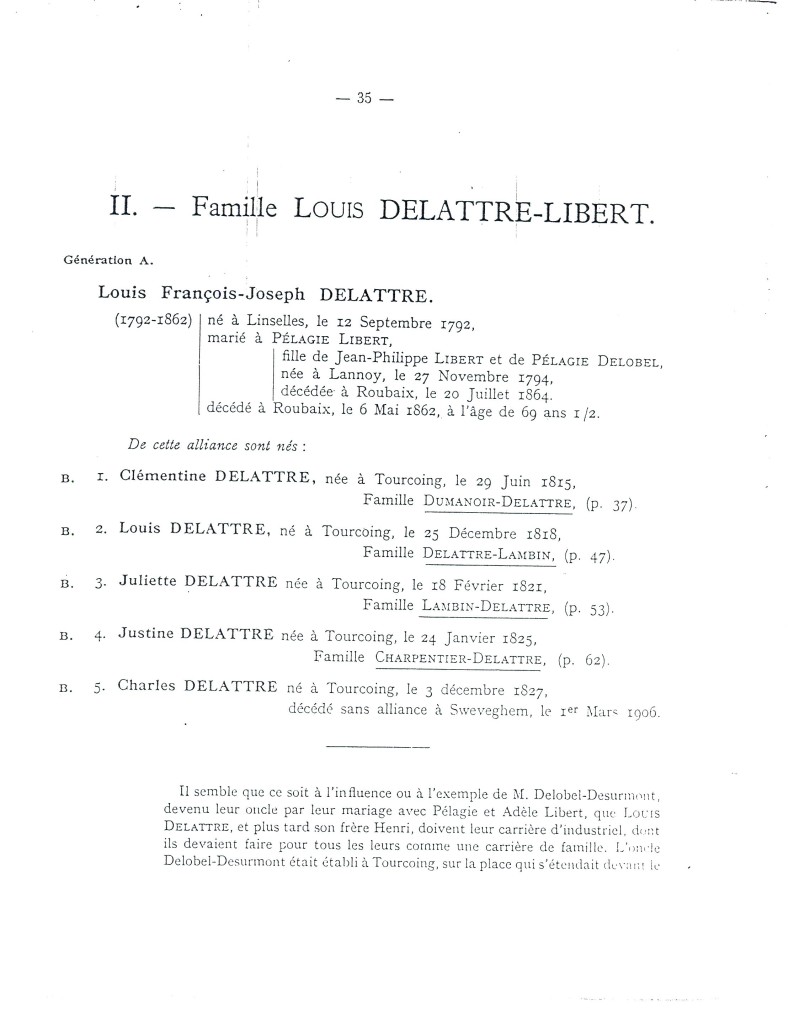 — 35 —
II. — Famille LOUIS DELATTRE-LIBERT.
Génération A.
Louis François-Joseph DELATTRE.
(1792-1862) né à Linselles, le 12 Septembre 1792,
marié à PÉLAGIE LIBERT,
fille de Jean-Philippe LIBERT et de PÉLAGIE DELOBEL,
née à Lannoy, le 27 Novembre 1794,
décédée à Roubaix, le 20 Juillet 1864.
décédé à Roubaix, le 6 Mai 1862, à l'âge de 69 ans 1/2.
De cette alliance sont nés :
B. 1. Clémentine DELATTRE, née à Tourcoing, le 29 Juin 1815,
Famille DUMANOIR-DELATTRE, (p. 37).
B. 2. Louis DELATTRE, né à Tourcoing, le 25 Décembre 1818,
Famille DELATTRE-LAMBIN, (p. 47).
B. 3. Juliette DELATTRE née à Tourcoing, le 18 Février 1821,
Famille LAMBIN-DELATTRE, (p. 53).
B. 4. Justine DELATTRE née à Tourcoing, le 24 Janvier 1825,
Famille CHARPENTIER-DELATTRE, (p. 62).
B. 5. Charles DELATTRE né à Tourcoing, le 3 décembre 1827,
décédé sans alliance à Sweveghem, le 1er Mars 1906.
Il semble que ce soit à l'influence ou à l'exemple de M. Delobel-Desurmont,
devenu leur oncle par leur mariage avec Pélagie et Adèle Libert, que LOUIS
DELATTRE, et plus tard son frère Henri, doivent leur carrière d'industriel, dont
ils devaient faire pour tous les leurs comme une carrière de famille. L'oncle
Delobel-Desurmont était établi à Tourcoing, sur la place qui s'étendait devant le